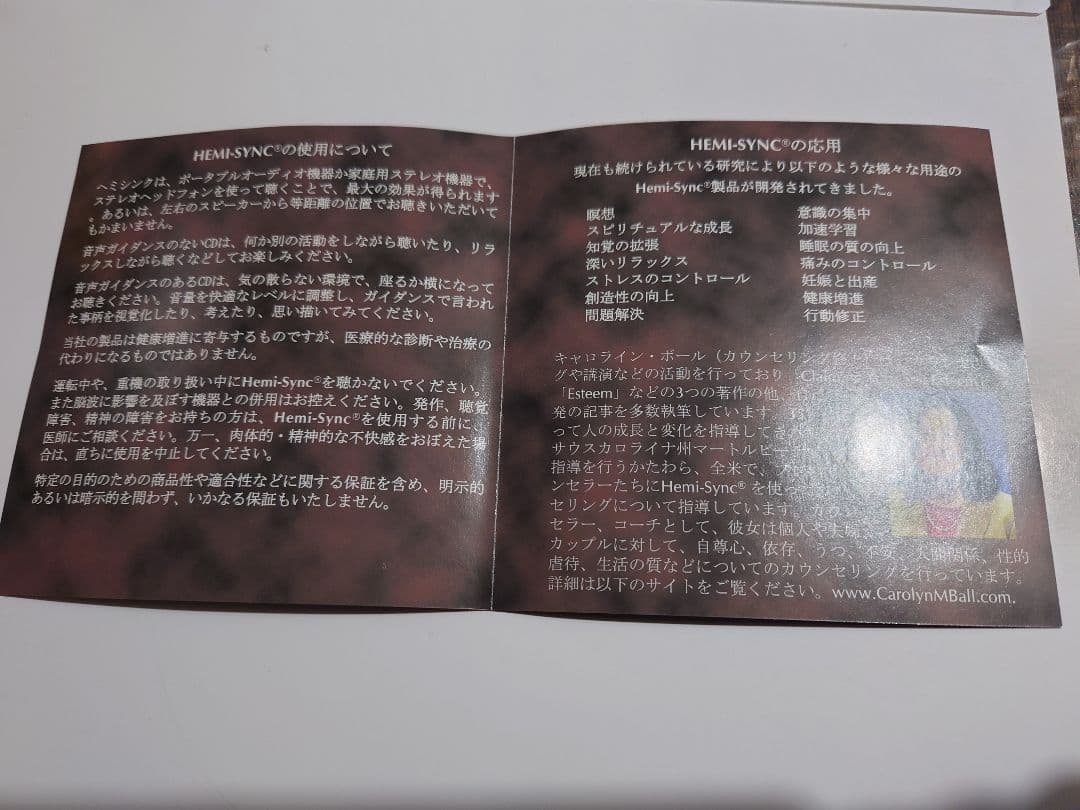 HEMI-SYNC®の使用について
ヘミシンクは、ポータブルオーディオ機器か家庭用ステレオ機器で、
ステレオヘッドフォンを使って聴くことで、最大の効果が得られます
。あるいは、左右のスピーカーから等距離の位置でお聴きいただいて
もかまいません。
音声ガイダンスのないCDは、何か別の活動をしながら聴いたり、リラ
ックスしながら聴くなどしてお楽しみください。
音声ガイダンスのあるCDは、気の散らない環境で、座るか横になって
お聴きください。音量を快適なレベルに調整し、ガイダンスで言われ
た事柄を視覚化したり、考えたり、思い描いてみてください。
当社の製品は健康増進に寄与するものですが、医療的な診断や治療の
代わりになるものではありません。
運転中や、重機の取り扱い中にHemi-Sync®を聴かないでください。
また脳波に影響を及ぼす機器との併用はお控えください。発作、聴覚
障害、精神の障害をお持ちの方は、Hemi-Sync®を使用する前に、
医師にご相談ください。万一、肉体的・精神的な不快感をおぼえた場
合は、直ちに使用を中止してください。
特定の目的のための商品性や適合性などに関する保証を含め、明示的
あるいは暗示的を問わず、いかなる保証もいたしません。
HEMI-SYNC®の応用
現在も続けられている研究により以下のような様々な用途の
Hemi-Sync®製品が開発されてきました。
瞑想
スピリチュアルな成長
知覚の拡張
深いリラックス
ストレスのコントロール
創造性の向上
問題解決
意識の集中
加速学習
睡眠の質の向上
痛みのコントロール
妊娠と出産
健康増進
行動修正
キャロライン・ボール（カウンセリング
グや講演などの活動を行っており
「Esteem」などの3つの著作の他、
発の記事を多数執筆しています。
って人の成長と変化を指導して
サウスカロライナ州マートルビー
指導を行うかたわら、全米で、
ンセラーたちにHemi-Sync® を使っ
セリングについて指導しています。カウ
セラー、コーチとして、彼女は個人や夫婦、
カップルに対して、自尊心、依存、うつ、不安、人間関係、性的
虐待、生活の質などについてのカウンセリングを行っています。
詳細は以下のサイトをご覧ください。www.CarolynMBall.com.